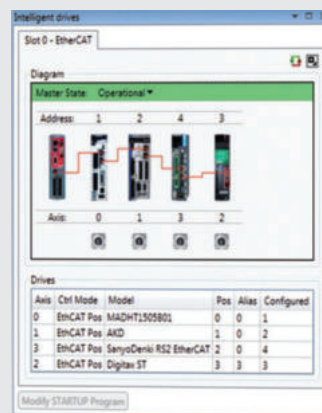 Intelligent drives
Slot 0 - EtherCAT
Diagram
Master State: Operational
Address: 1 2 4 3
Axis: 0 1 3 2
Drives
Axis Ctrl Mode Model Pos Alias Configured
0 EthCAT Pos MADHT1505B01 0 0 1
1 EthCAT Pos AKD 1 0 2
3 EthCAT Pos SanyoDenki RS2 EtherCAT 2 0 4
2 EthCAT Pos Digitax ST 3 3 3
Modify STARTUP Program